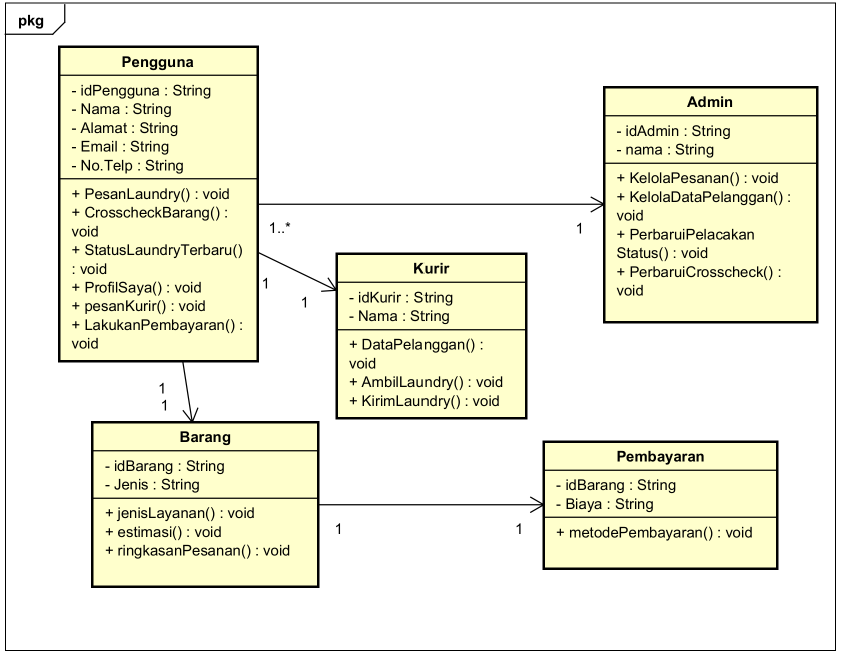 pkg
Pengguna
- idPengguna : String
- Nama : String
- Alamat : String
- Email : String
- No.Telp : String
+ PesanLaundry() : void
+ CrosscheckBarang() :
void
+ StatusLaundryTerbaru()
: void
+ ProfilSaya() : void
+ pesanKurir() : void
+ LakukanPembayaran() :
void
Admin
- idAdmin : String
- nama : String
+ KelolaPesanan() : void
+ KelolaDataPelanggan() :
void
+ PerbaruiPelacakan
Status() : void
+ PerbaruiCrosscheck() :
void
1..*
1
Kurir
- idKurir : String
- Nama : String
+ DataPelanggan() :
void
+ AmbilLaundry() : void
+ KirimLaundry() : void
1
1
1
1
Barang
- idBarang : String
- Jenis : String
+ jenisLayanan() : void
+ estimasi() : void
+ ringkasanPesanan() : void
1
1
Pembayaran
- idBarang : String
- Biaya : String
+ metodePembayaran() : void